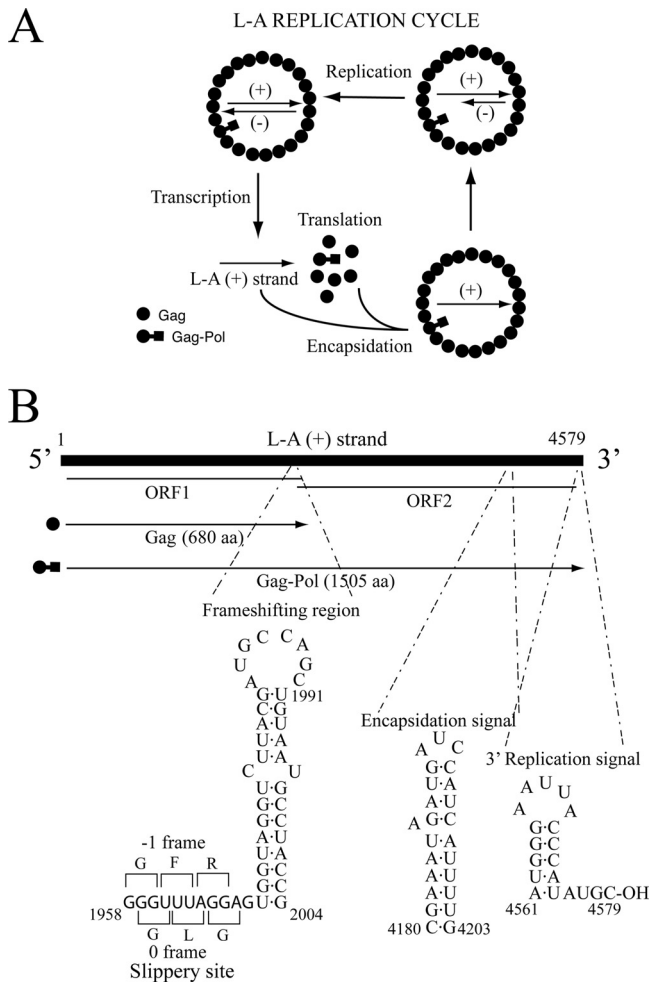 A
L-A REPLICATION CYCLE
(+)
(-)
Replication
(+)
(-)
Transcription
Translation
L-A (+) strand
(+)
Gag
Gag-Pol
Encapsidation
B
1
L-A (+) strand
4579
5’
3’
ORF1
ORF2
Gag (680 aa)
Gag-Pol (1505 aa)
Frameshifting region
A U G C C A G C
G·U 1991
C·G
A·U
U·A
U·A
C U
U·G
G·C
G·C
A·U
U·A
G·C
G·C
-1 frame
G F R
1958 GGGUUUAGGAGU·G 2004
G L G
0 frame
Slippery site
Encapsidation signal
A U C
G·C
U·A
A·U
G·C
A
U·A
A·U
A·U
4180 C·G 4203
3’ Replication signal
A A U U A
G·C
G·C
A·UAUGC-OH
4561
4579